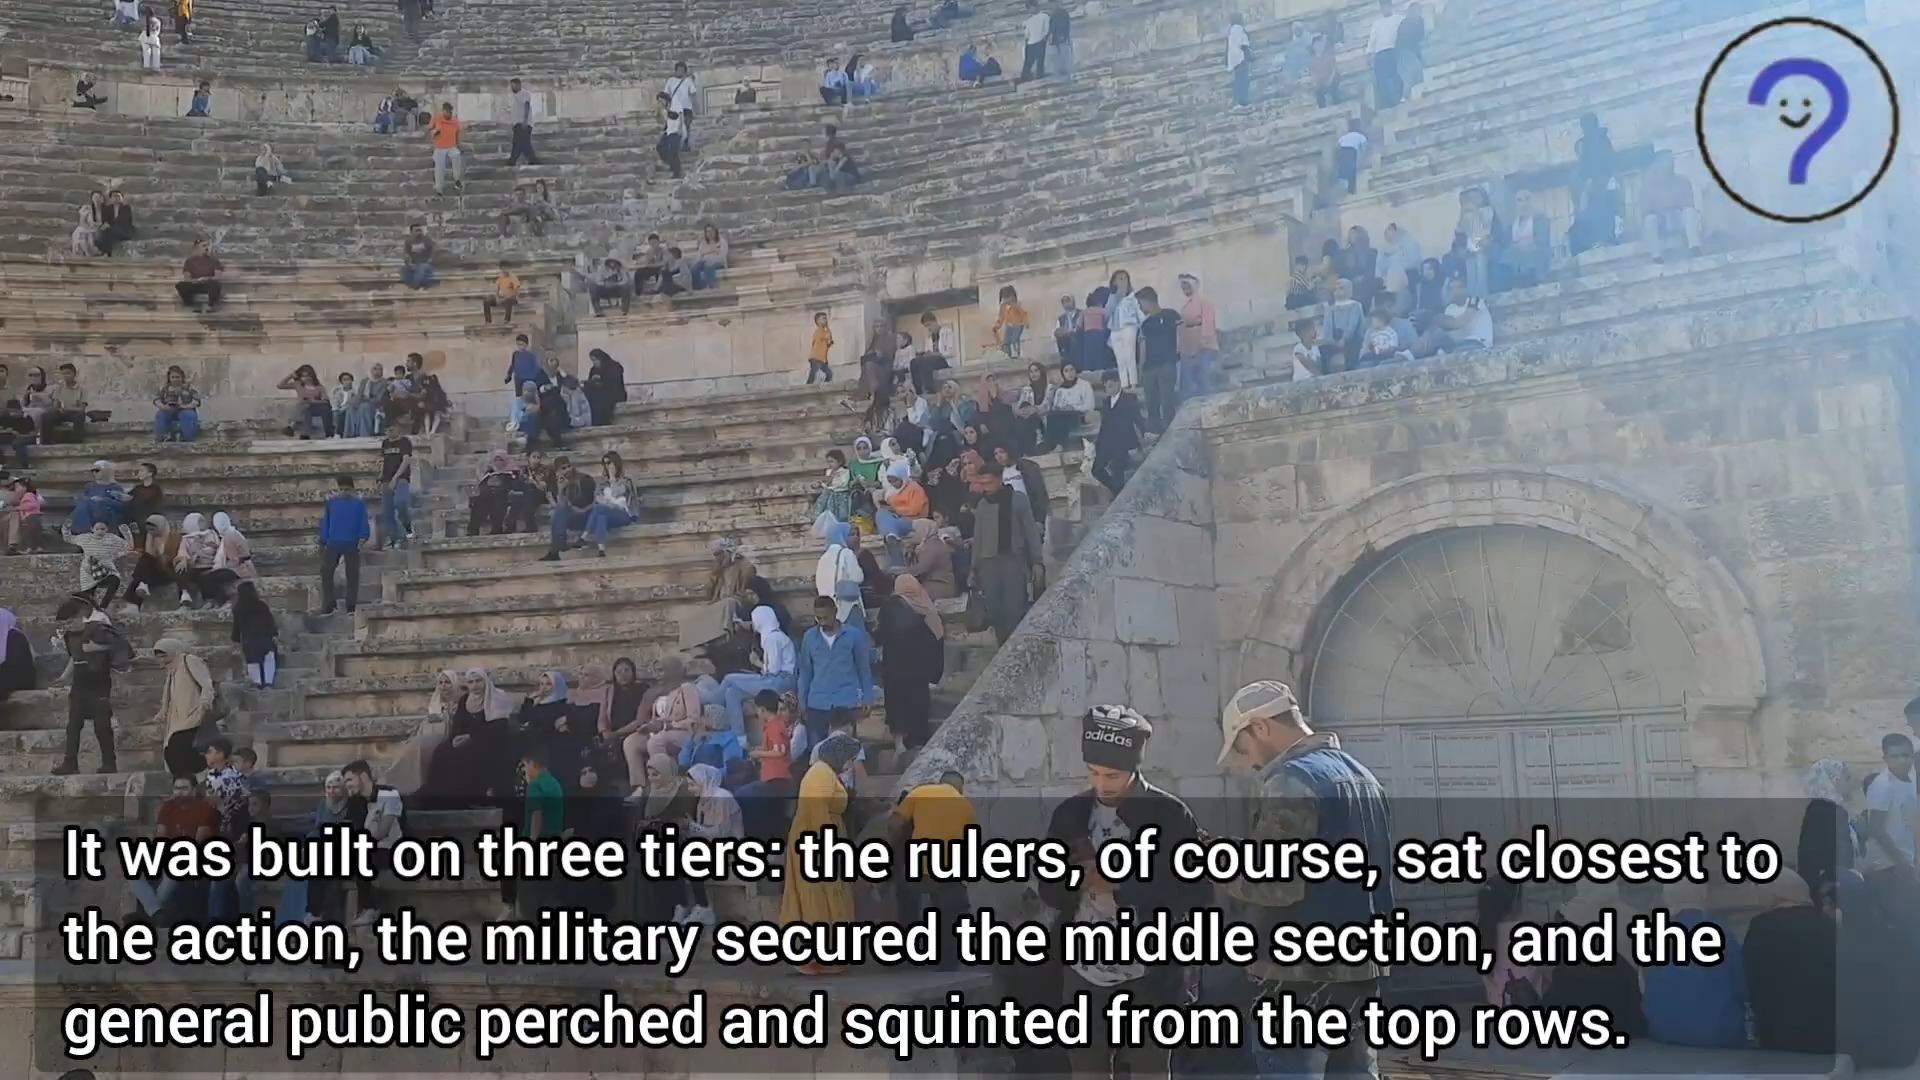 adidas
It was built on three tiers: the rulers, of course, sat closest to
the action, the military secured the middle section, and the
general public perched and squinted from the top rows.